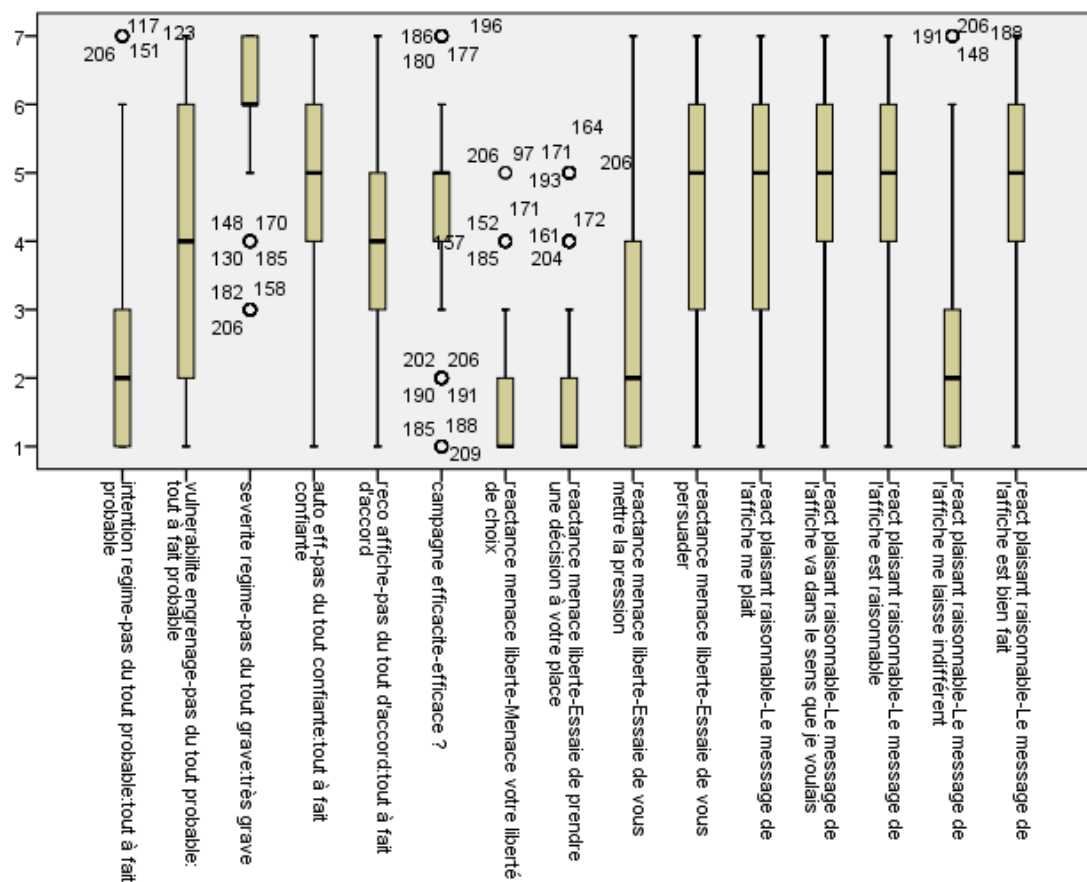 7
6
5
4
3
2
1
117
123
206
151
148
170
130
185
182
158
206
196
186
180
177
157
202
206
190
191
185
188
209
206
97
171
152
185
164
171
193
172
161
204
206
206
188
191
148
intention regime-pas du tout probable:tout à fait
probable
vulnerabilite engrenage-pas du tout probable:
tout à fait probable
severite regime-pas du tout grave:très grave
auto eff-pas du tout confiante:tout à fait
confiante
reco affiche-pas du tout d'accord:tout à fait
d'accord
campagne efficacite-efficace ?
reactance menace liberte-Menace votre liberté
de choix
reactance menace liberte-Essaie de prendre
une décision à votre place
reactance menace liberte-Essaie de vous
mettre la pression
reactance menace liberte-Essaie de vous
persuader
react plaisant raisonnable-Le message de
l'affiche me plait
react plaisant raisonnable-Le message de
l'affiche va dans le sens que je voulais
react plaisant raisonnable-Le message de
l'affiche est raisonnable
react plaisant raisonnable-Le message de
l'affiche me laisse indifférent
react plaisant raisonnable-Le message de
l'affiche est bien fait